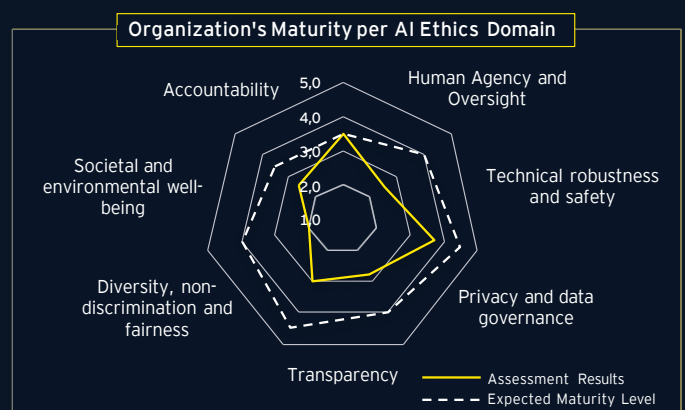 Organization's Maturity per AI Ethics Domain
5,0
4,0
3,0
2,0
1,0
Human Agency and
Oversight
Technical robustness
and safety
Privacy and data
governance
Transparency
Diversity, non-
discrimination and
fairness
Societal and
environmental well-
being
Accountability
Assessment Results
Expected Maturity Level